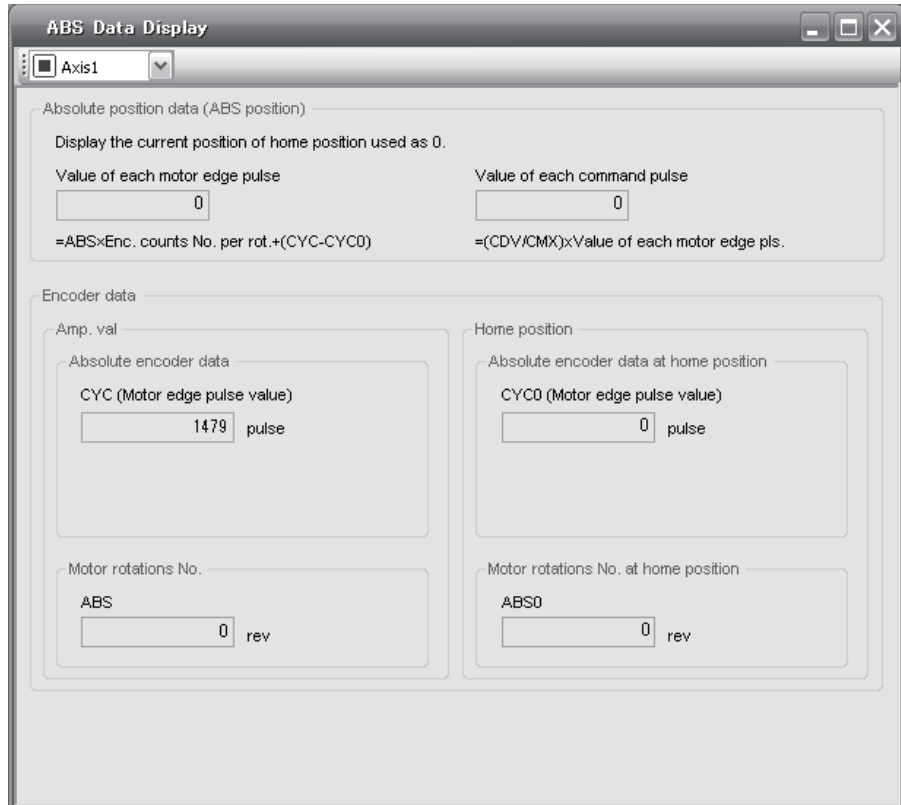 ABS Data Display
Axis1
Absolute position data (ABS position)
Display the current position of home position used as 0.
Value of each motor edge pulse
Value of each command pulse
0
0
=ABS×Enc. counts No. per rot.+(CYC-CYC0)
=(CDV/CMX)×Value of each motor edge pls.
Encoder data
Amp. val
Home position
Absolute encoder data
Absolute encoder data at home position
CYC (Motor edge pulse value)
CYC0 (Motor edge pulse value)
1479 pulse
0 pulse
Motor rotations No.
Motor rotations No. at home position
ABS
ABS0
0 rev
0 rev